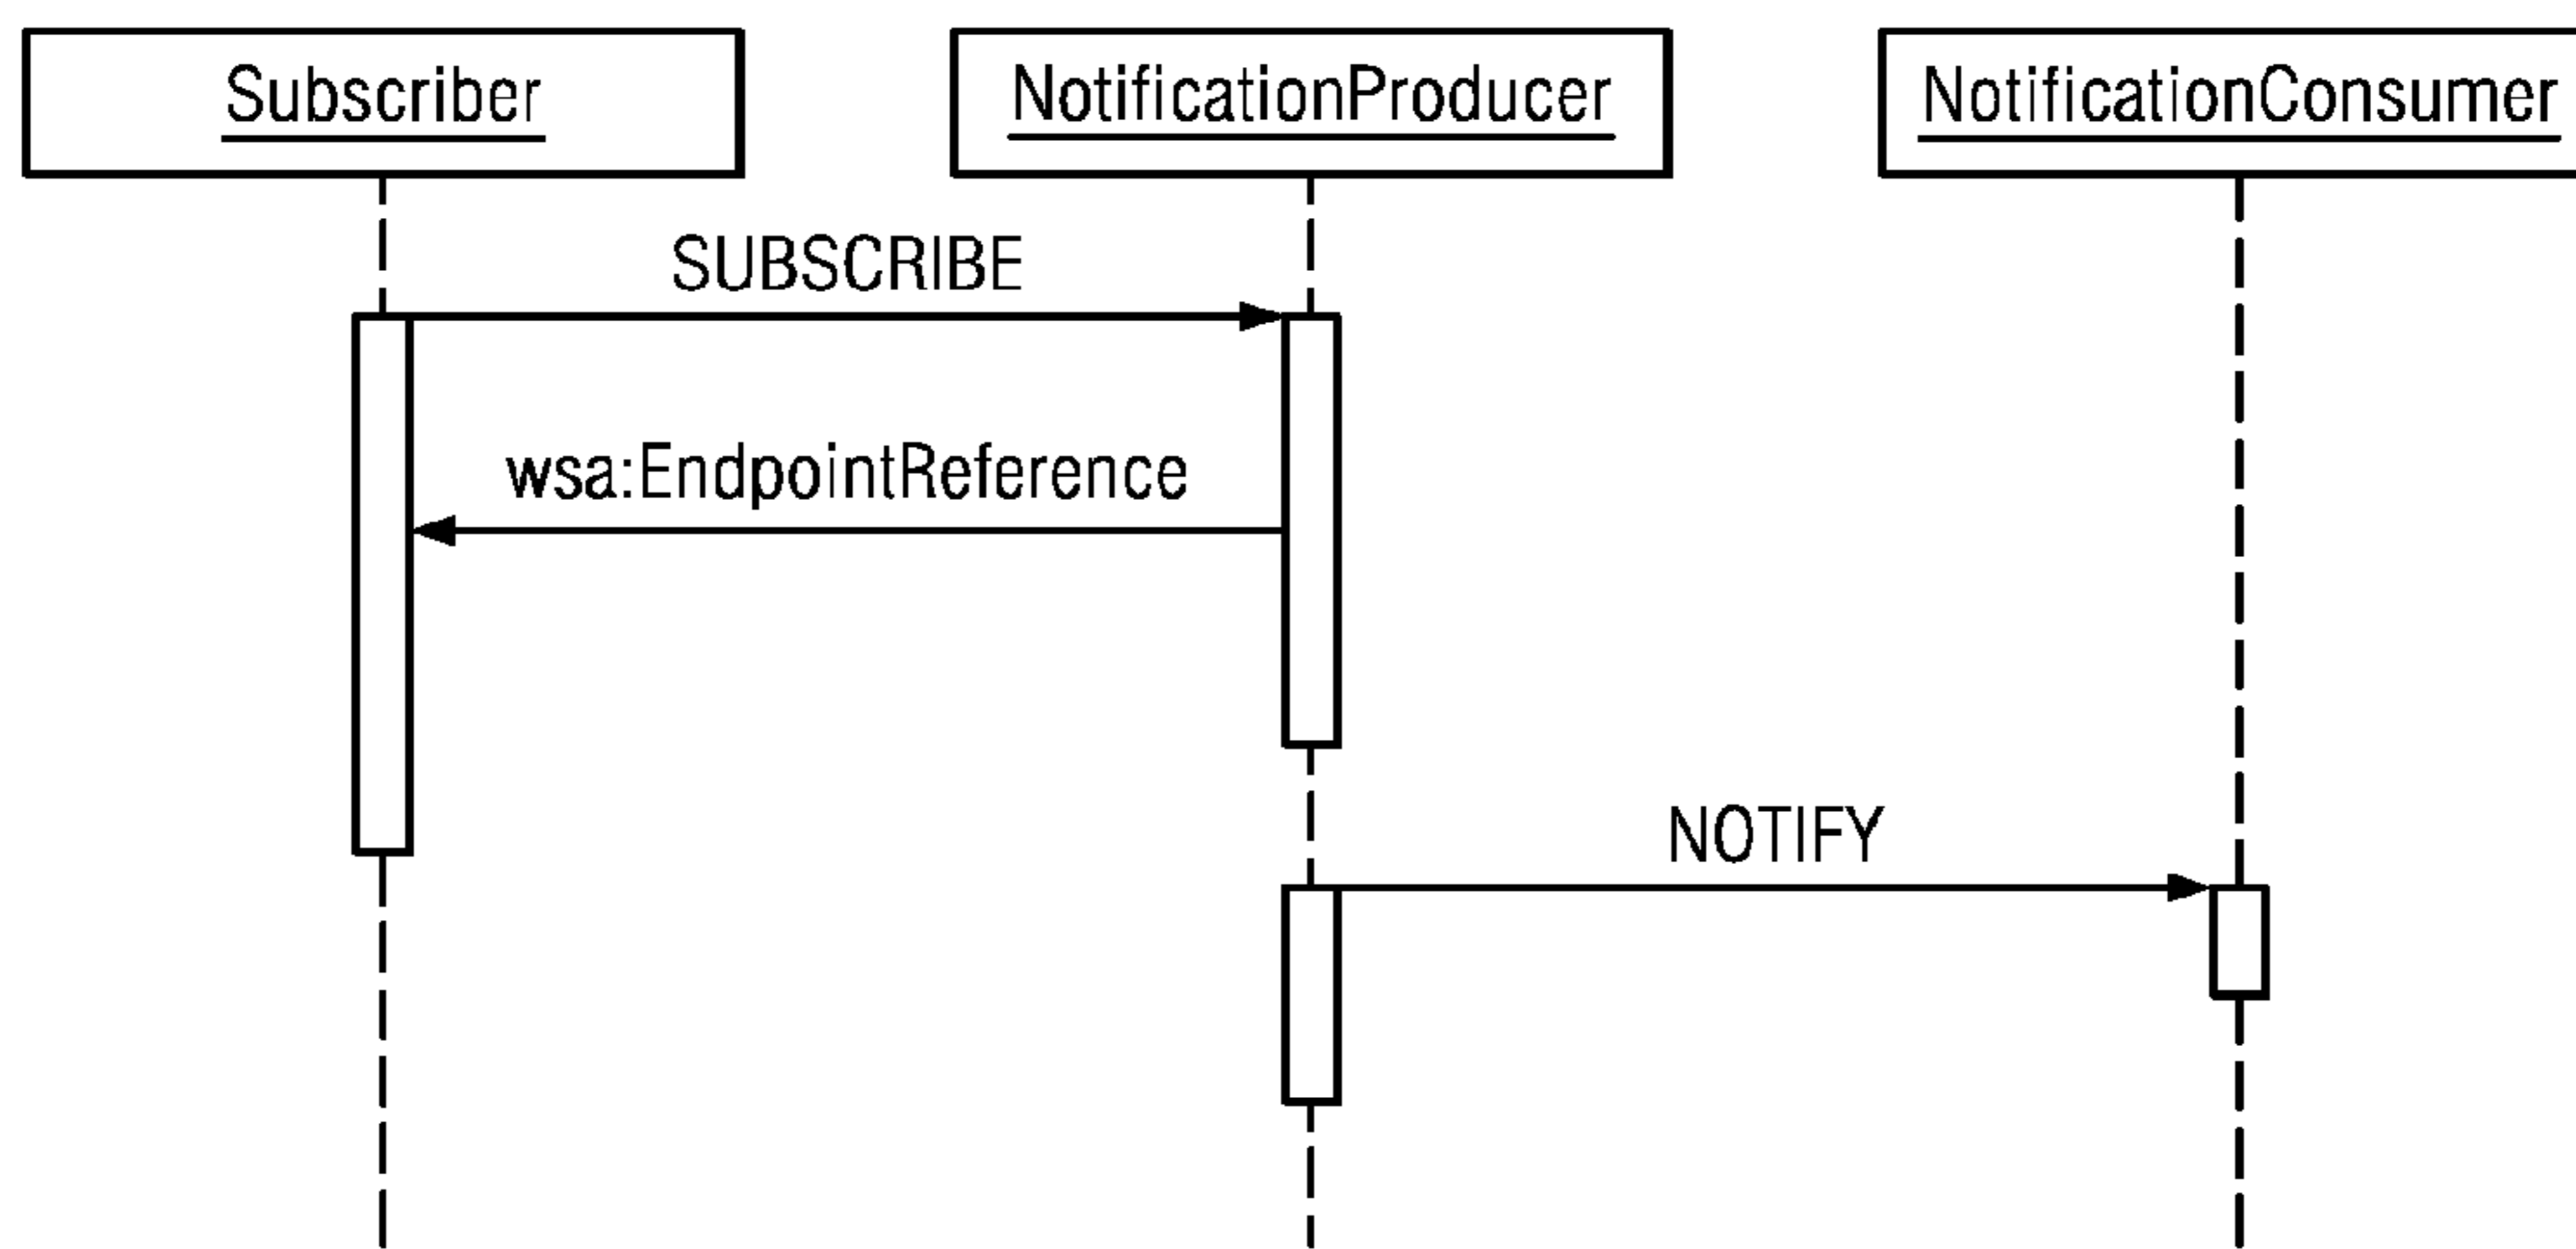 Subscriber
NotificationProducer
NotificationConsumer
SUBSCRIBE
wsa:EndpointReference
NOTIFY